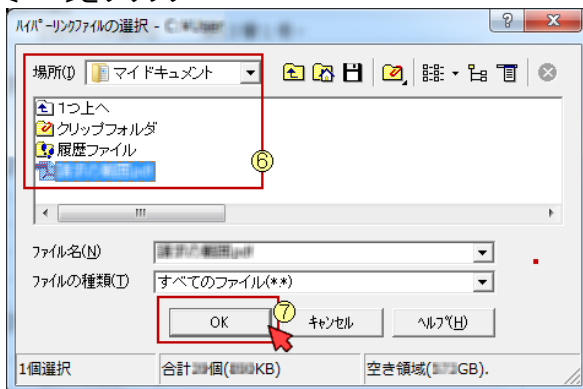 ハイパーリンクファイルの選択 -
場所(I) マイドキュメント
1つ上へ
クリップフォルダ
履歴ファイル
⑥
ファイル名(N)
ファイルの種類(T) すべてのファイル(*.*)
OK ⑦ キャンセル ヘルプ(H)
1個選択 合計 個( KB) 空き領域( GB).